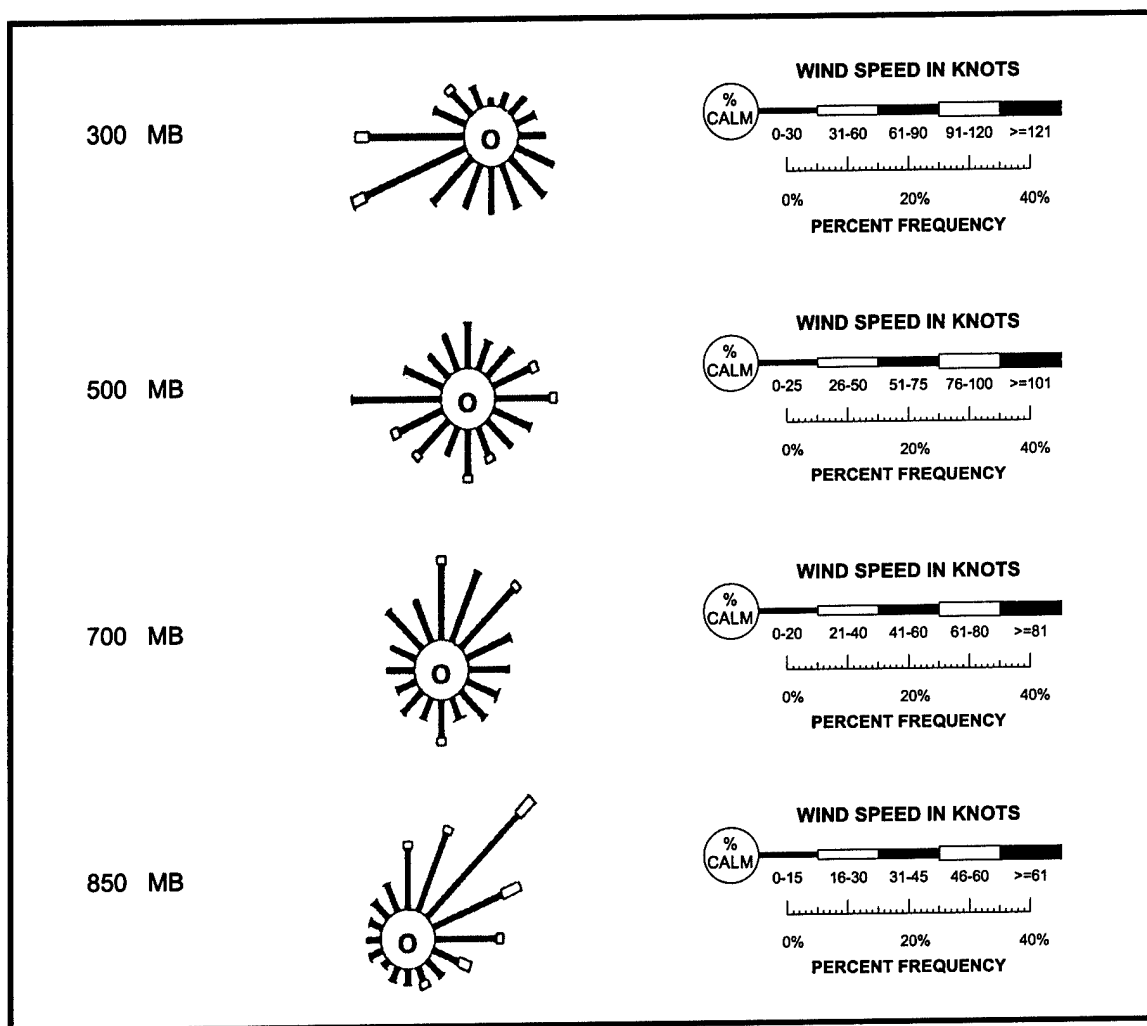 WIND SPEED IN KNOTS
300 MB
O
% CALM
0-30 31-60 61-90 91-120 >=121
0% 20% 40%
PERCENT FREQUENCY
WIND SPEED IN KNOTS
500 MB
O
% CALM
0-25 26-50 51-75 76-100 >=101
0% 20% 40%
PERCENT FREQUENCY
WIND SPEED IN KNOTS
700 MB
O
% CALM
0-20 21-40 41-60 61-80 >=81
0% 20% 40%
PERCENT FREQUENCY
WIND SPEED IN KNOTS
850 MB
O
% CALM
0-15 16-30 31-45 46-60 >=61
0% 20% 40%
PERCENT FREQUENCY